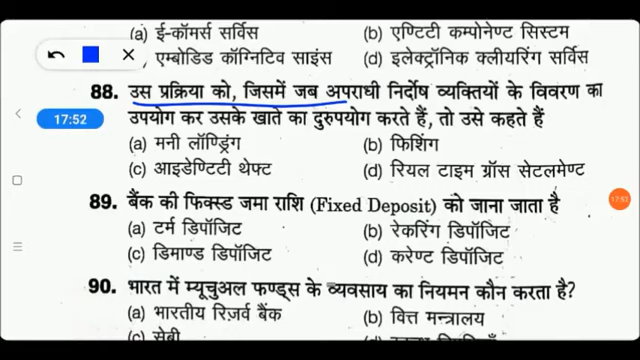 (a) ई-कॉमर्स सर्विस (b) एण्टिटी कम्पोनेण्ट सिस्टम
एम्बोडिड कॉग्निटिव साइंस (d) इलेक्ट्रॉनिक क्लीयरिंग सर्विस
88. उस प्रक्रिया को, जिसमें जब अपराधी निर्दोष व्यक्तियों के विवरण का
17:52 उपयोग कर उसके खाते का दुरुपयोग करते हैं, तो उसे कहते हैं
(a) मनी लॉण्ड्रिंग (b) फिशिंग
(c) आइडेण्टिटी थेफ्ट (d) रियल टाइम ग्रॉस सेटलमेण्ट
17:52
89. बैंक की फिक्स्ड जमा राशि (Fixed Deposit) को जाना जाता है
(a) टर्म डिपॉजिट (b) रेकरिंग डिपॉजिट
(c) डिमाण्ड डिपॉजिट (d) करेण्ट डिपॉजिट
90. भारत में म्यूचुअल फण्ड्स के व्यवसाय का नियमन कौन करता है?
(a) भारतीय रिज़र्व बैंक (b) वित्त मन्त्रालय
(c) सेबी